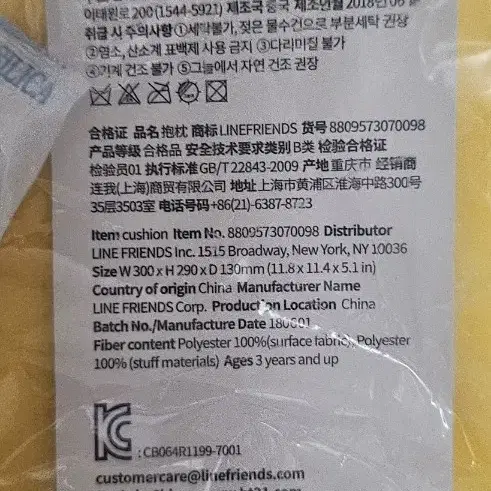 이태원로 200 (1544-5921) 제조국 중국 제조년월 2018년 06월
취급 시 주의사항 ①세탁불가, 젖은 물수건으로 부분세탁 권장
②염소, 산소계 표백제 사용 금지 ③다리미질 불가
④기계 건조 불가 ⑤그늘에서 자연 건조 권장
SILICA
合格证 品名 抱枕 商标 LINEFRIENDS 货号 8809573070098
产品等级 合格品 安全技术要求类别 B类 检验合格证
检验员01 执行标准 GB/T 22843-2009 产地 重庆市 经销商
连我(上海)商贸有限公司 地址 上海市黄浦区淮海中路300号
35层3503室 电话号码 +86(21)-6387-8723
Item cushion Item No. 8809573070098 Distributor
LINE FRIENDS Inc. 1515 Broadway, New York, NY 10036
Size W 300 x H 290 x D 130mm (11.8 x 11.4 x 5.1 in)
Country of origin China Manufacturer Name
LINE FRIENDS Corp. Production Location China
Batch No./Manufacture Date 180601
Fiber content Polyester 100%(surface fabric), Polyester
100% (stuff materials) Ages 3 years and up
KC
: CB064R1199-7001
customercare@linefriends.com